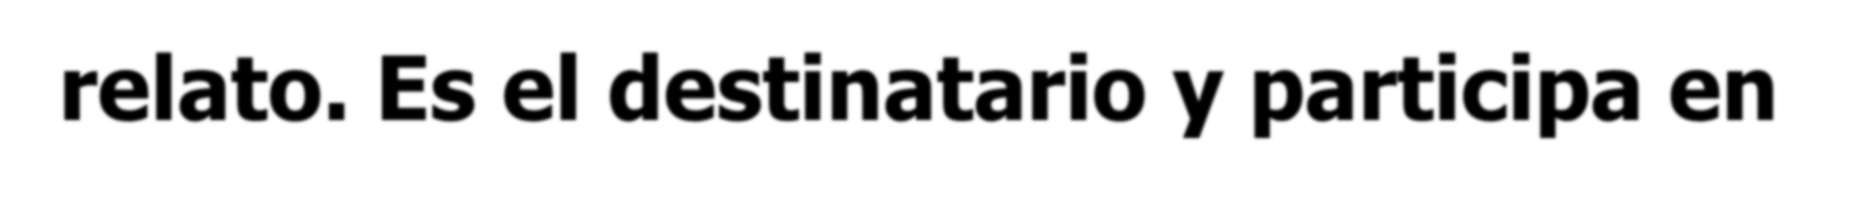 relato. Es el destinatario y participa en